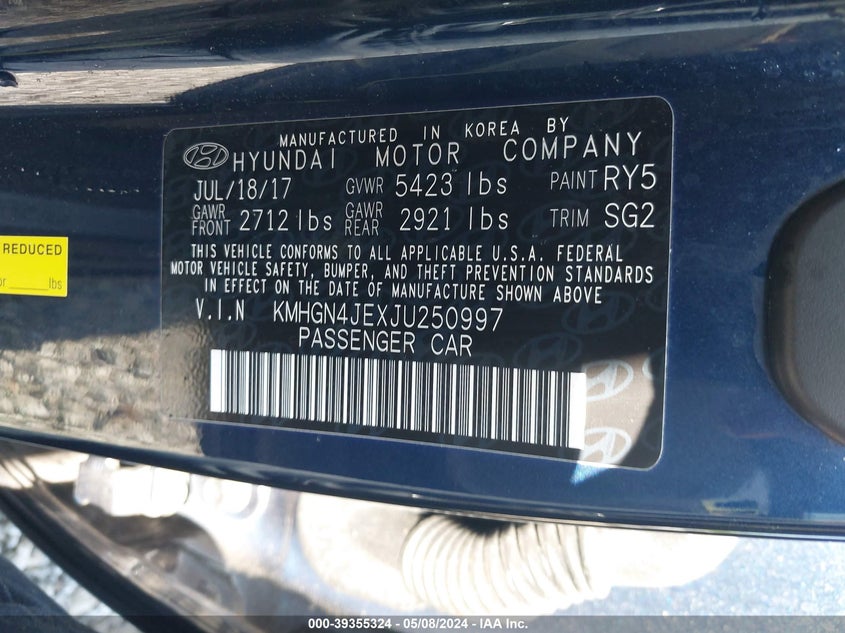 MANUFACTURED IN KOREA BY
HYUNDAI MOTOR COMPANY
JUL/18/17 GVWR 5423 lbs PAINT RY5
GAWR FRONT 2712 lbs GAWR REAR 2921 lbs TRIM SG2
THIS VEHICLE CONFORMS TO ALL APPLICABLE U.S.A. FEDERAL
MOTOR VEHICLE SAFETY, BUMPER, AND THEFT PREVENTION STANDARDS
IN EFFECT ON THE DATE OF MANUFACTURE SHOWN ABOVE
V.I.N KMHGN4JEXJU250997
PASSENGER CAR
REDUCED
or ____ lbs
000-39355324 - 05/08/2024 - IAA Inc.